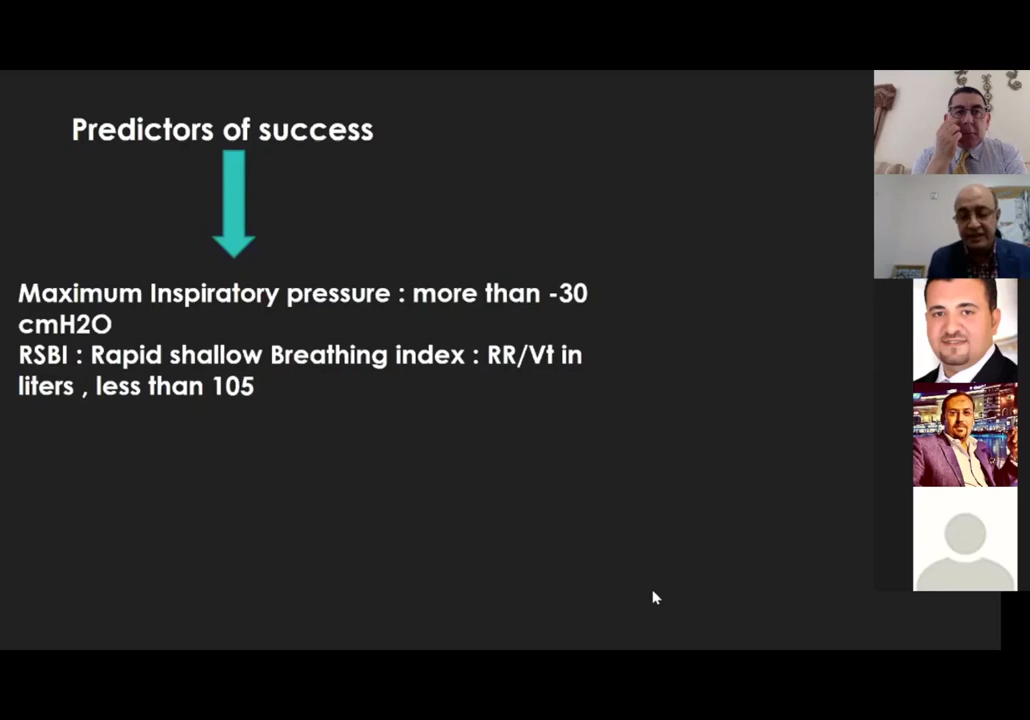 Predictors of success
Maximum Inspiratory pressure : more than -30
cmH2O
RSBI : Rapid shallow Breathing index : RR/Vt in
liters , less than 105